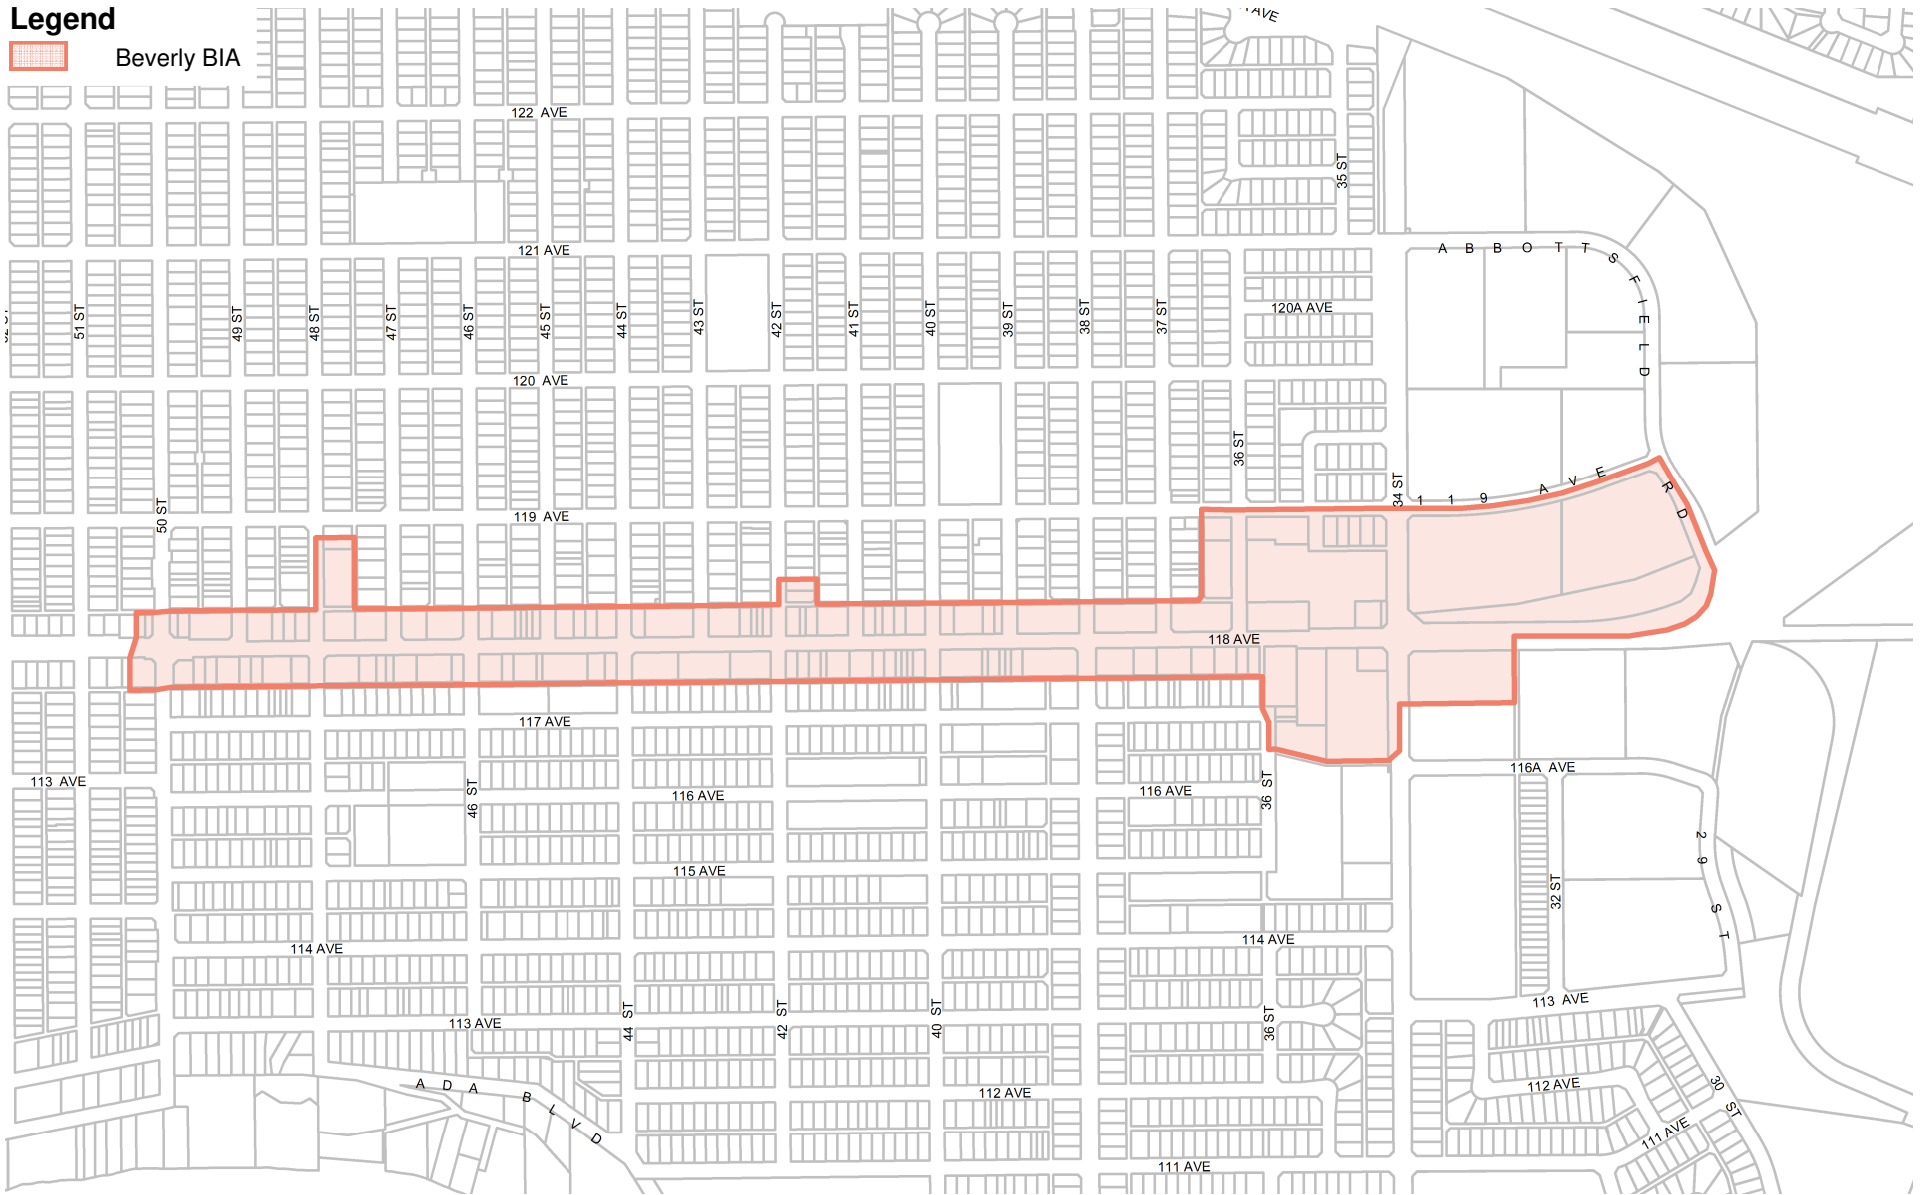 Legend
Beverly BIA
AVE
122 AVE
35 ST
121 AVE
ABBOTTSFIELD RD
51 ST
49 ST
48 ST
47 ST
46 ST
45 ST
44 ST
43 ST
42 ST
41 ST
40 ST
39 ST
38 ST
37 ST
120A AVE
120 AVE
36 ST
34 ST
119 AVE
50 ST
119 AVE
118 AVE
117 AVE
113 AVE
46 ST
116 AVE
116 AVE
36 ST
116A AVE
29 ST
115 AVE
32 ST
114 AVE
114 AVE
113 AVE
113 AVE
44 ST
42 ST
40 ST
36 ST
ADA BLVD
112 AVE
112 AVE
30 ST
111 AVE
111 AVE